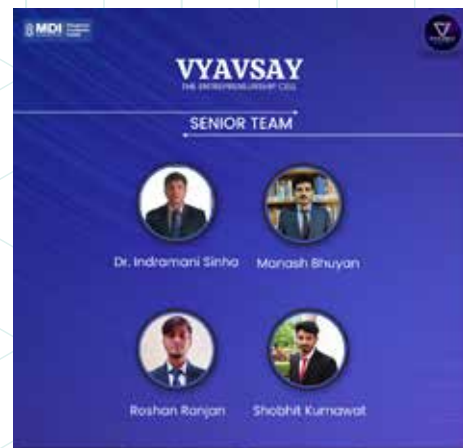 MDI
VYAVSAY
THE ENTREPRENEURSHIP CELL
SENIOR TEAM
Dr. Indramani Sinha Manash Bhuyan
Roshan Ranjan Shobhit Kumawat